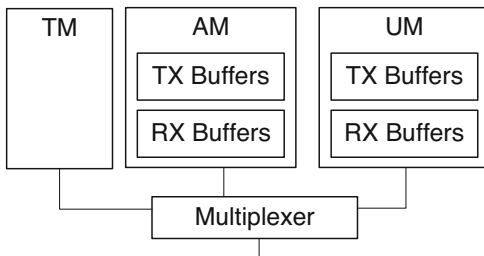 TM
AM
UM
TX Buffers
TX Buffers
RX Buffers
RX Buffers
Multiplexer